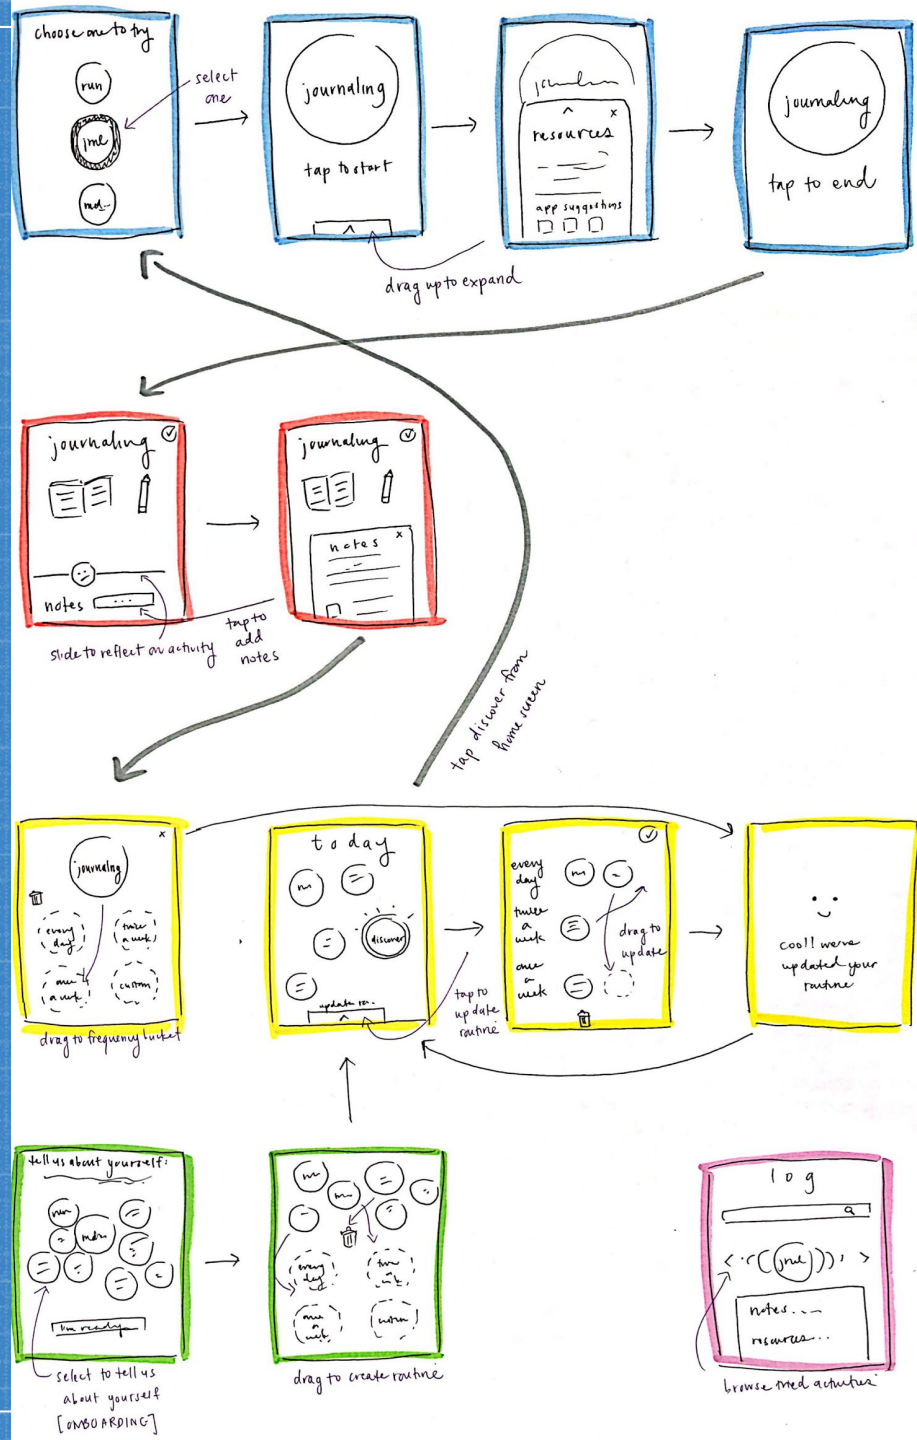 choose one to try
run
jrnl
med...
select
one
journaling
tap to start
drag up to expand
resources
app suggestions
journaling
tap to end
journaling
notes ...
slide to reflect on activity
journaling
notes
tap to
add
notes
tap discover from
home screen
journaling
every
day
twice
a week
once
a week
custom
drag to frequency bucket
today
discover
tap to
update
routine
every
day
twice
a
week
once
a
week
drag to
update
cool! we've
updated your
routine
tell us about yourself:
run
I'm ready
select to tell us
about yourself
[ONBOARDING]
every
day
once
a
week
custom
drag to create routine
log
jrnl
notes...
resources...
browse tried activities